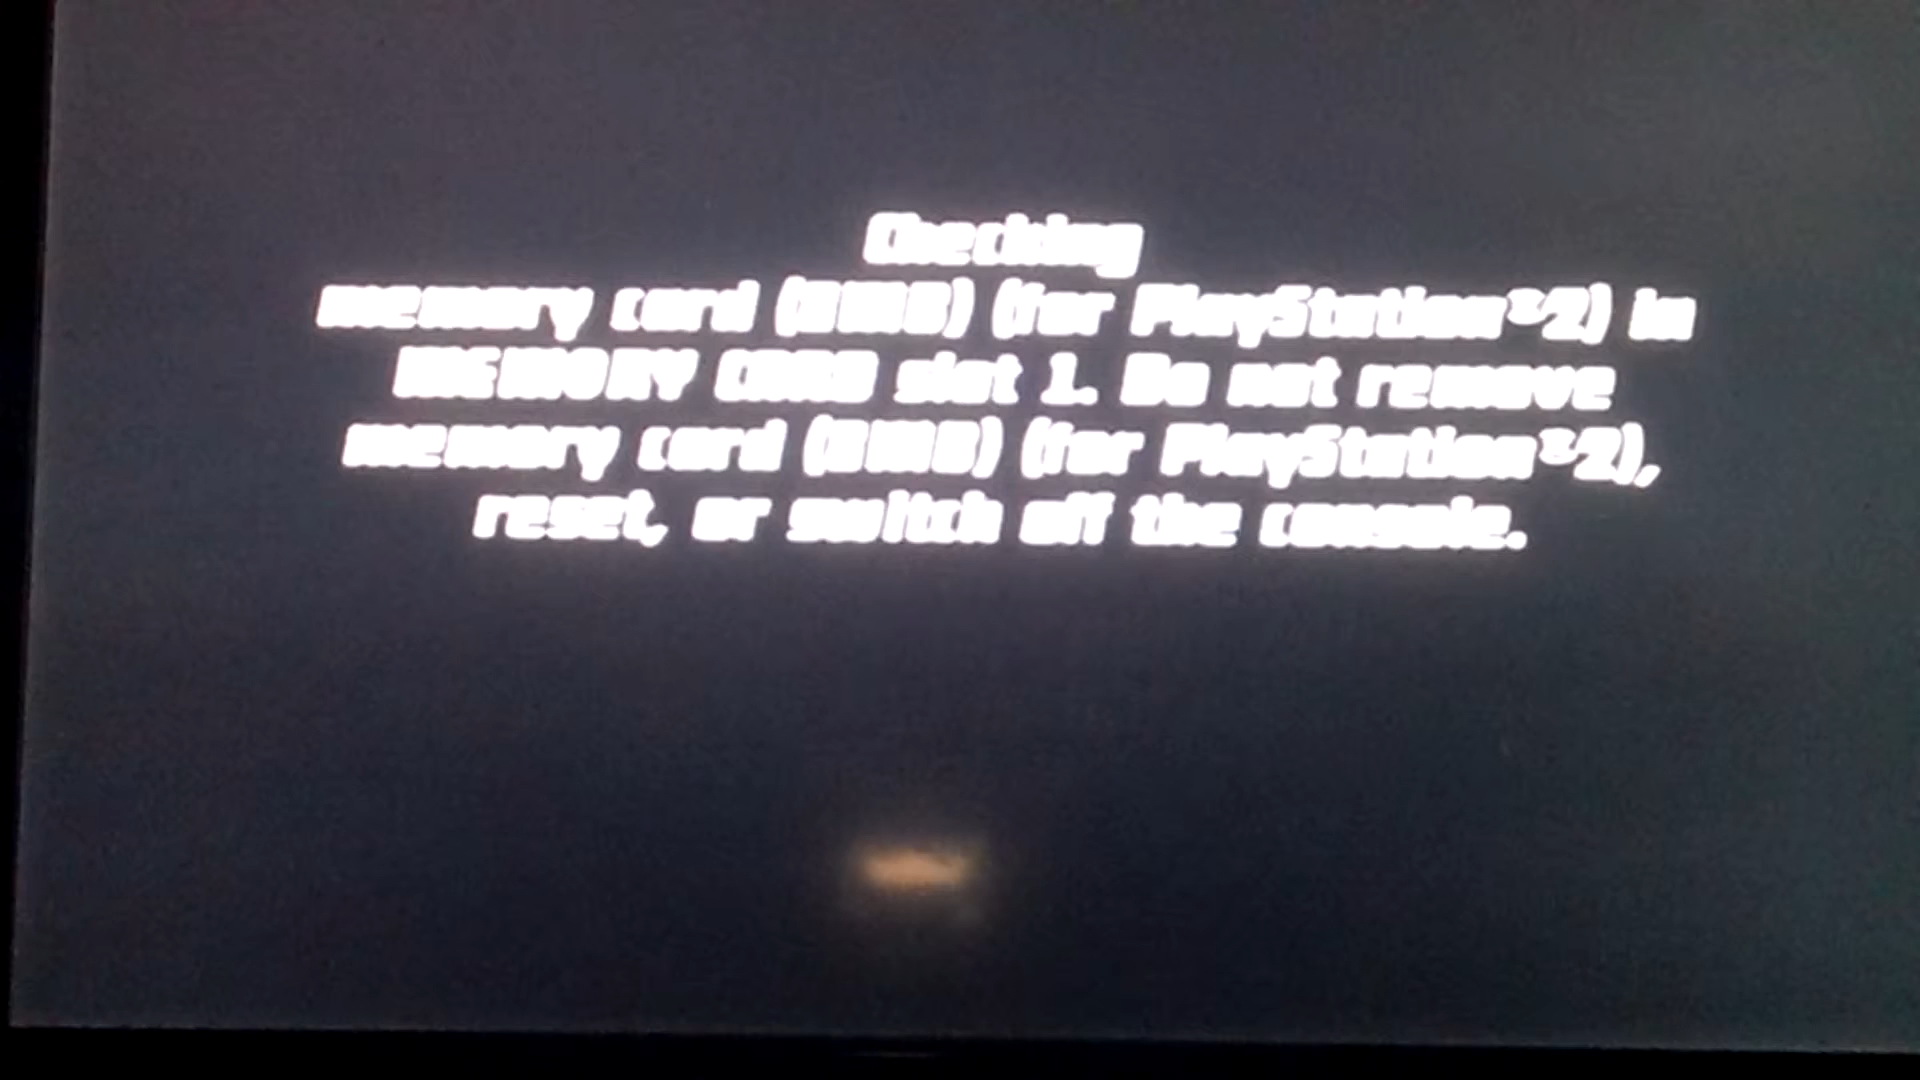 Checking
memory card (8MB) (for PlayStation®2) in
MEMORY CARD slot 1. Do not remove
memory card (8MB) (for PlayStation®2),
reset, or switch off the console.